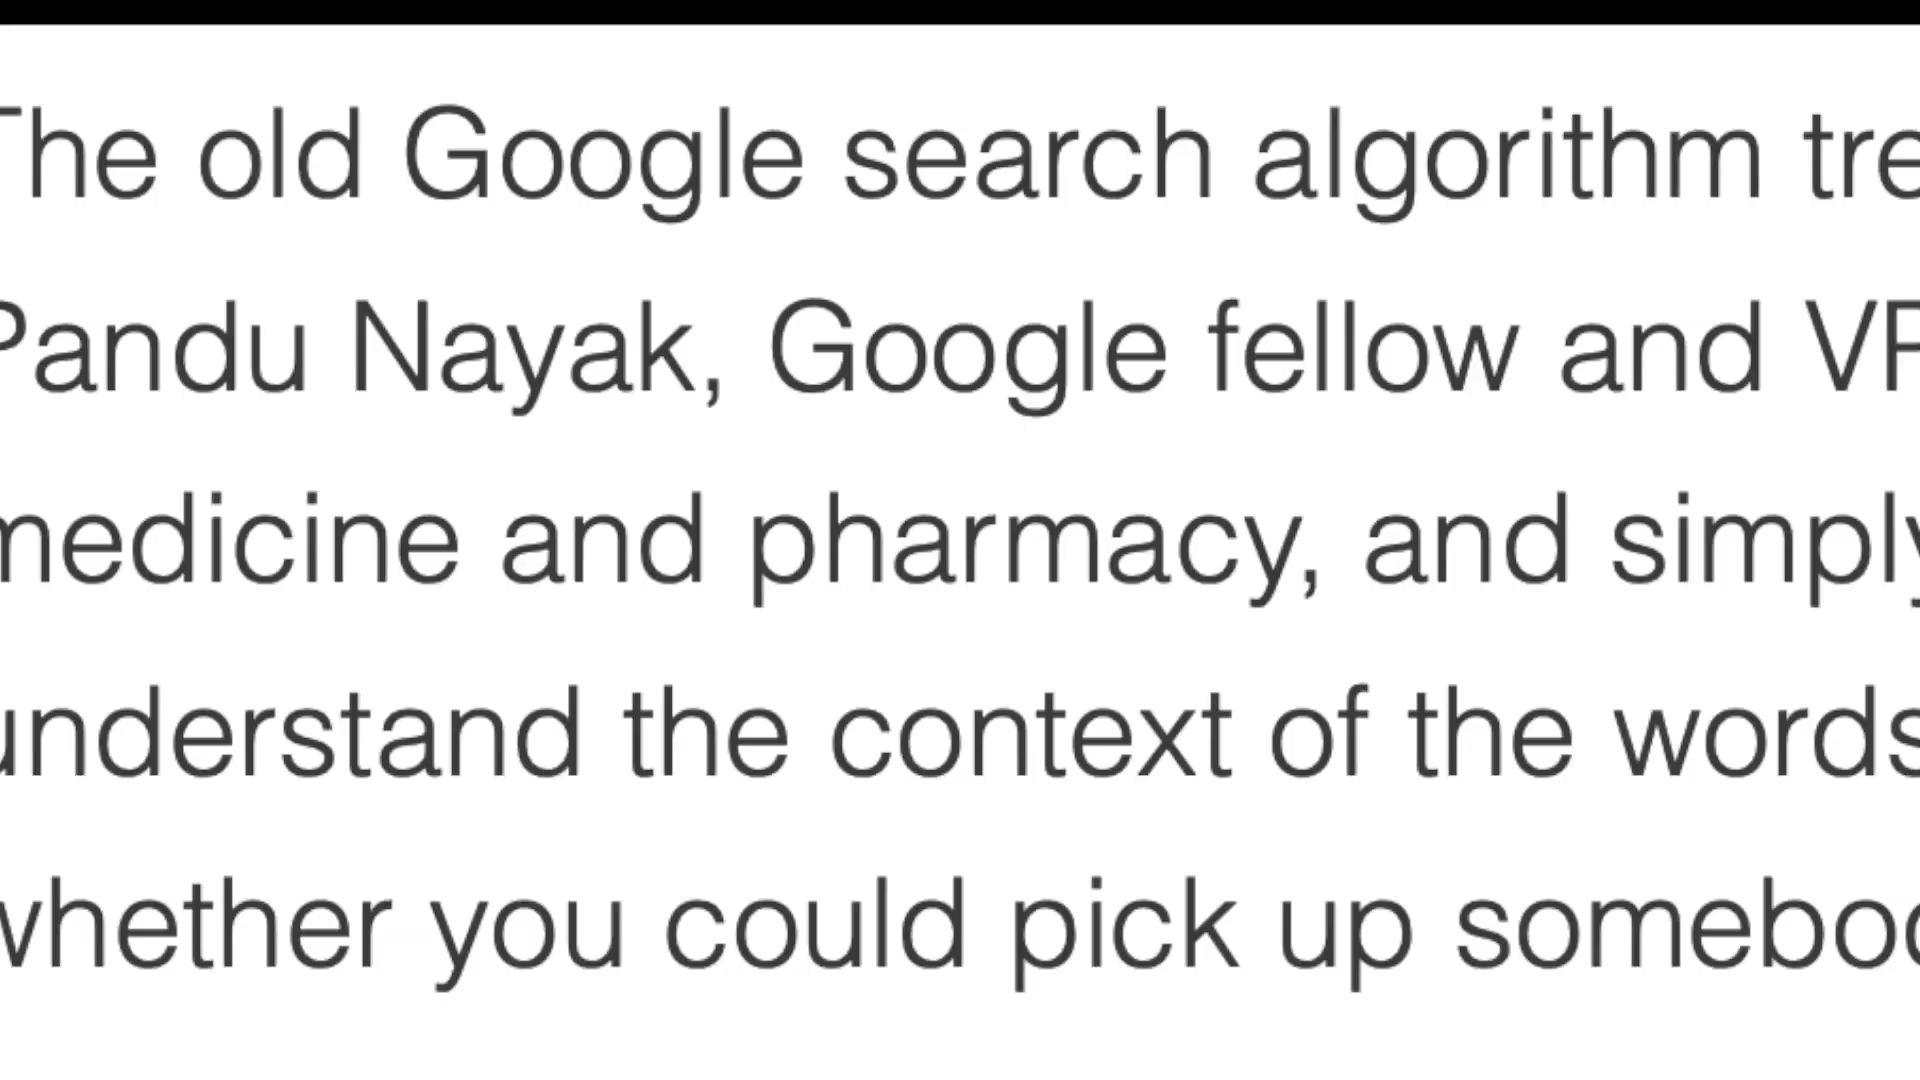 The old Google search algorithm tre
Pandu Nayak, Google fellow and VP
medicine and pharmacy, and simply
understand the context of the words
whether you could pick up somebod